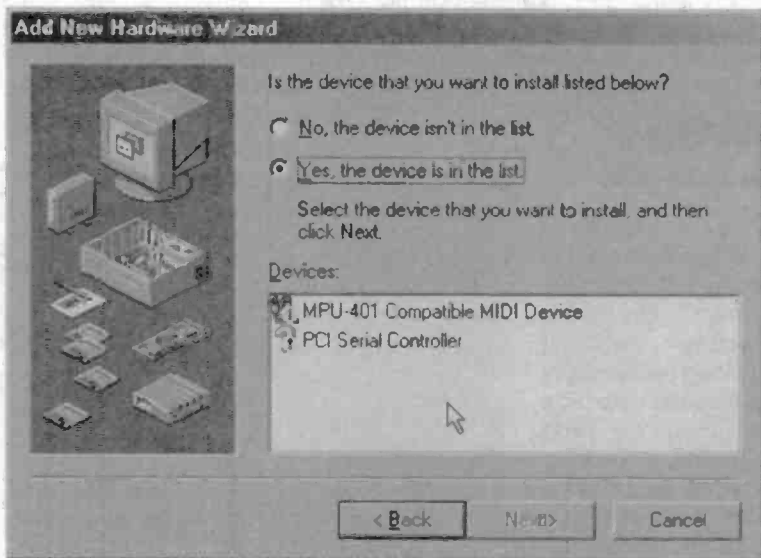 Add New Hardware Wizard
Is the device that you want to install listed below?
No, the device isn't in the list.
Yes, the device is in the list.
Select the device that you want to install, and then
click Next.
Devices:
MPU-401 Compatible MIDI Device
PCI Serial Controller
< Back Next > Cancel